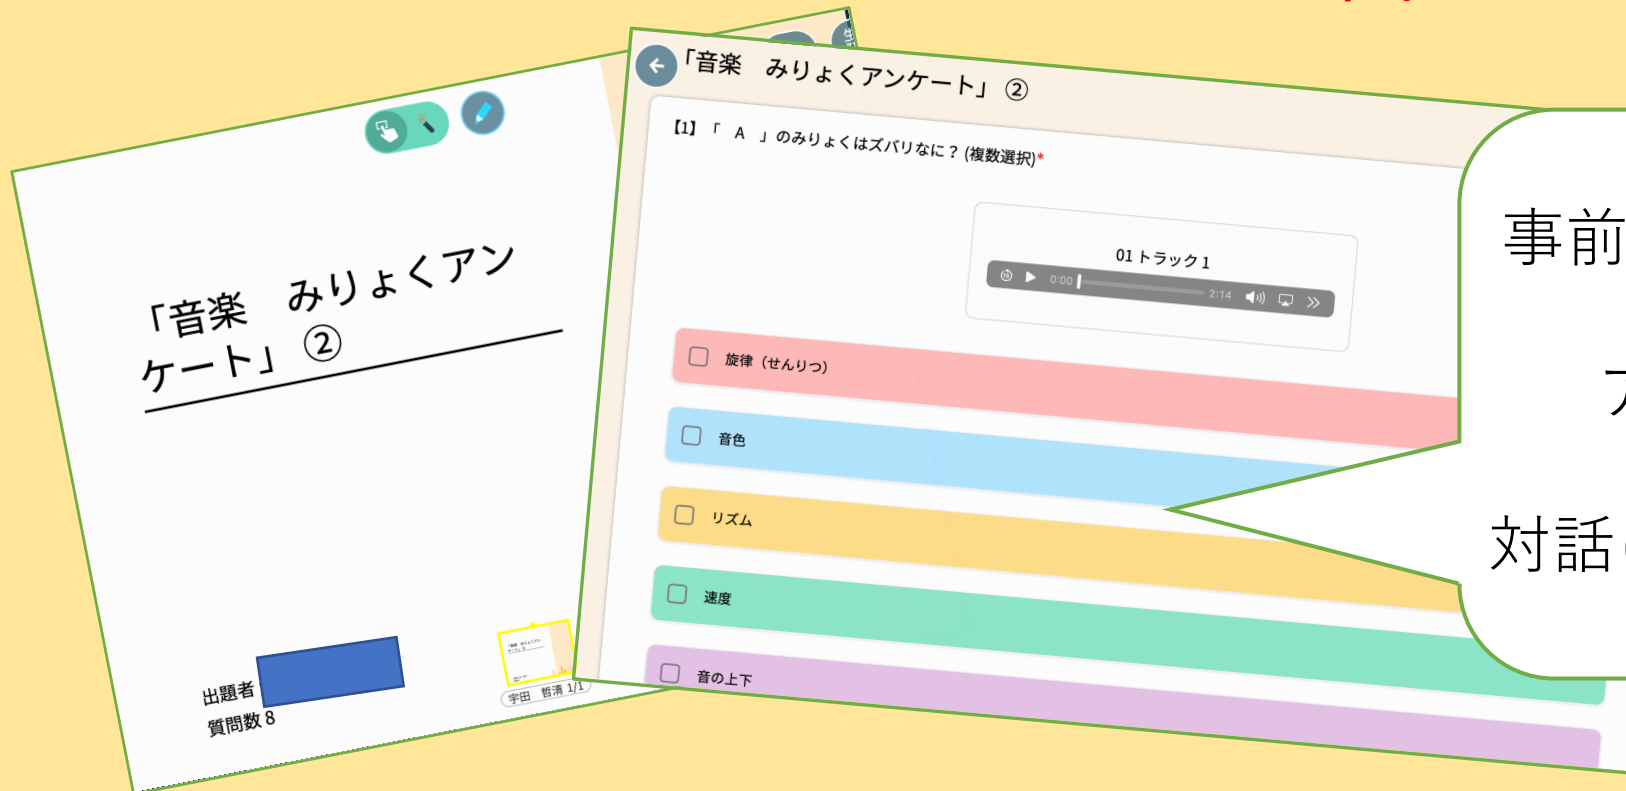 「音楽　みりょくアン
ケート」 ②
出題者
質問数 8
宇田　哲清 1/1
「音楽　みりょくアンケート」 ②
【1】「　A　」のみりょくはズバリなに？ (複数選択)*
01 トラック 1
0:00
2:14
旋律（せんりつ）
音色
リズム
速度
音の上下
事前
対話